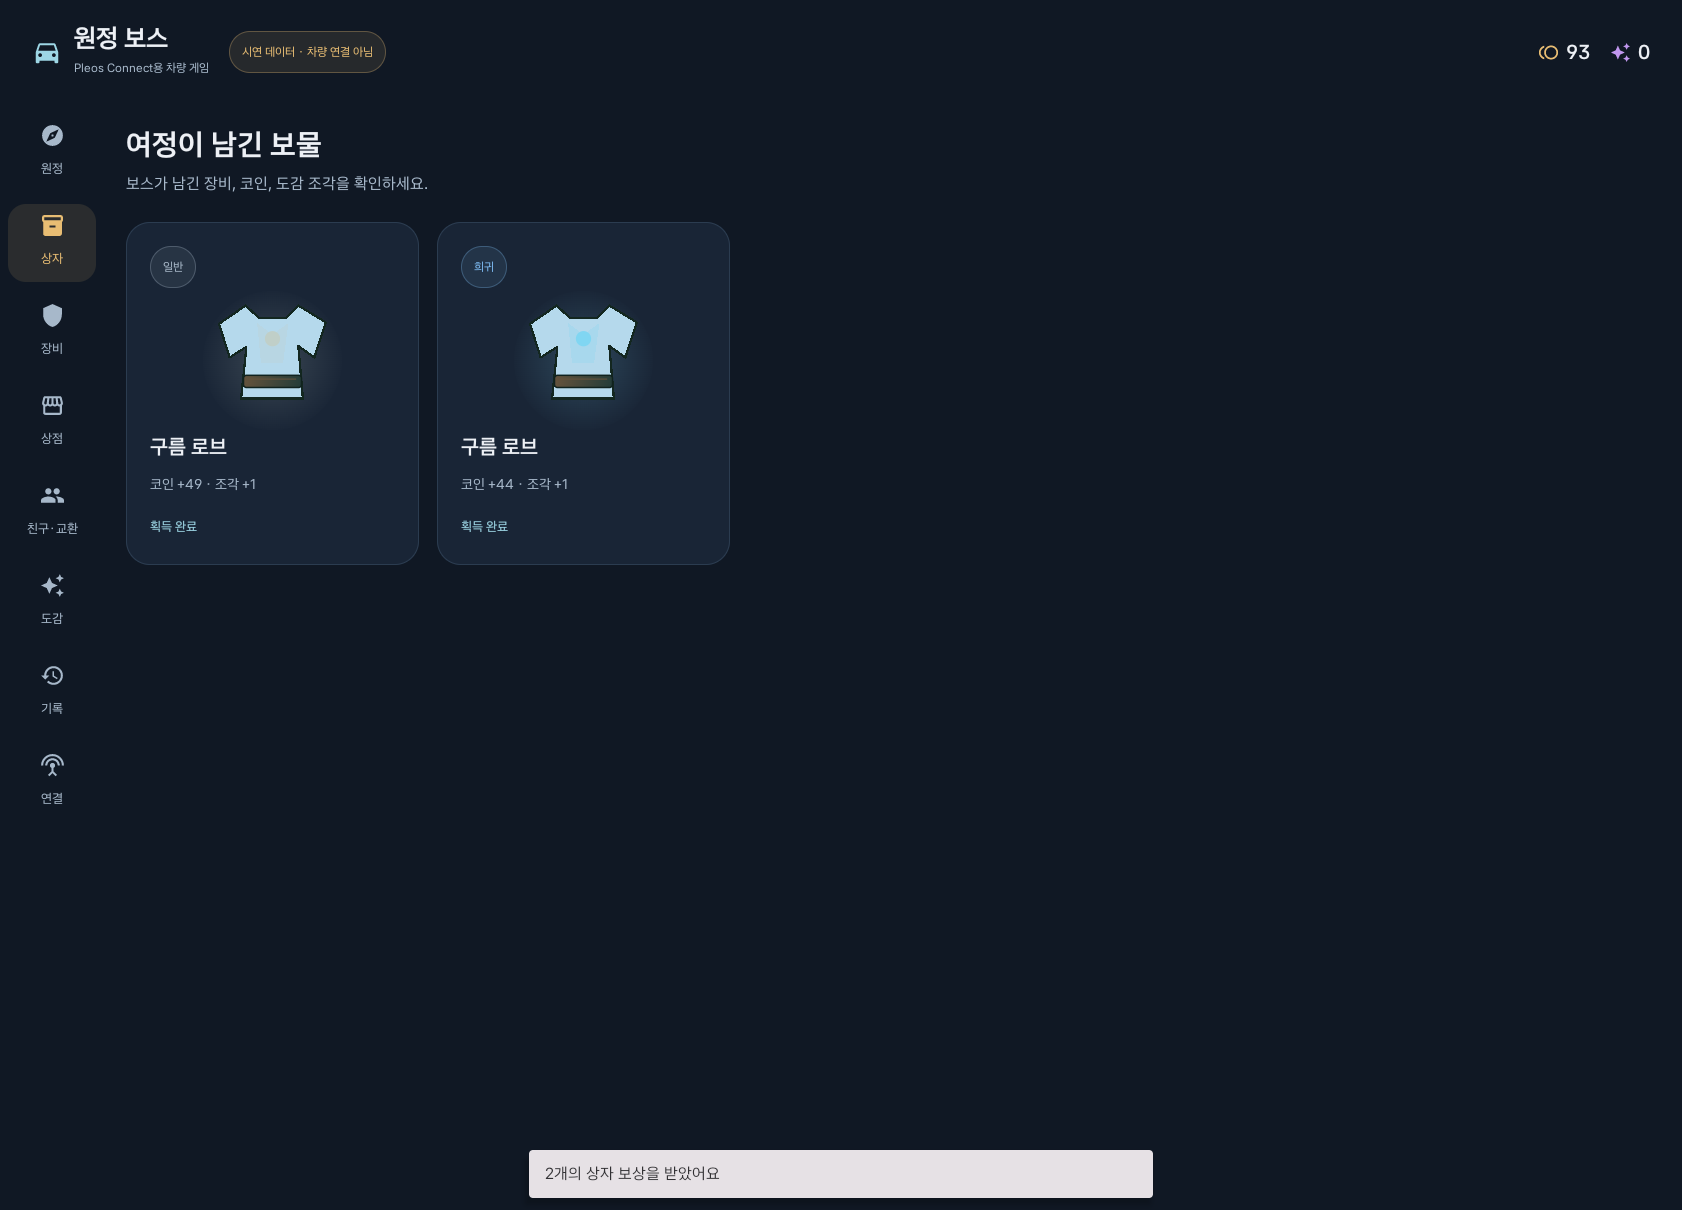 원정 보스
Pleos Connect용 차량 게임
시연 데이터 · 차량 연결 아님
93
0
원정
상자
장비
상점
친구·교환
도감
기록
연결
여정이 남긴 보물
보스가 남긴 장비, 코인, 도감 조각을 확인하세요.
일반
구름 로브
코인 +49 · 조각 +1
획득 완료
희귀
구름 로브
코인 +44 · 조각 +1
획득 완료
2개의 상자 보상을 받았어요